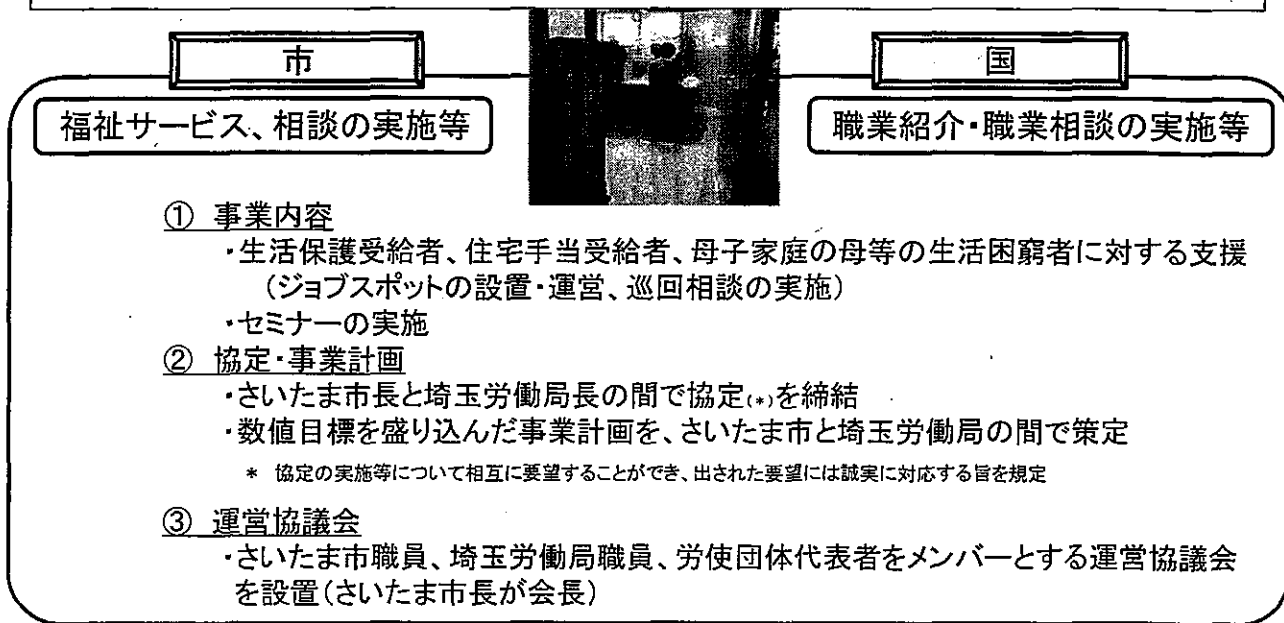 市
国
福祉サービス、相談の実施等
職業紹介・職業相談の実施等
① 事業内容
・生活保護受給者、住宅手当受給者、母子家庭の母等の生活困窮者に対する支援
（ジョブスポットの設置・運営、巡回相談の実施）
・セミナーの実施
② 協定・事業計画
・さいたま市長と埼玉労働局長の間で協定(*)を締結
・数値目標を盛り込んだ事業計画を、さいたま市と埼玉労働局の間で策定
* 協定の実施等について相互に要望することができ、出された要望には誠実に対応する旨を規定
③ 運営協議会
・さいたま市職員、埼玉労働局職員、労使団体代表者をメンバーとする運営協議会
を設置（さいたま市長が会長）